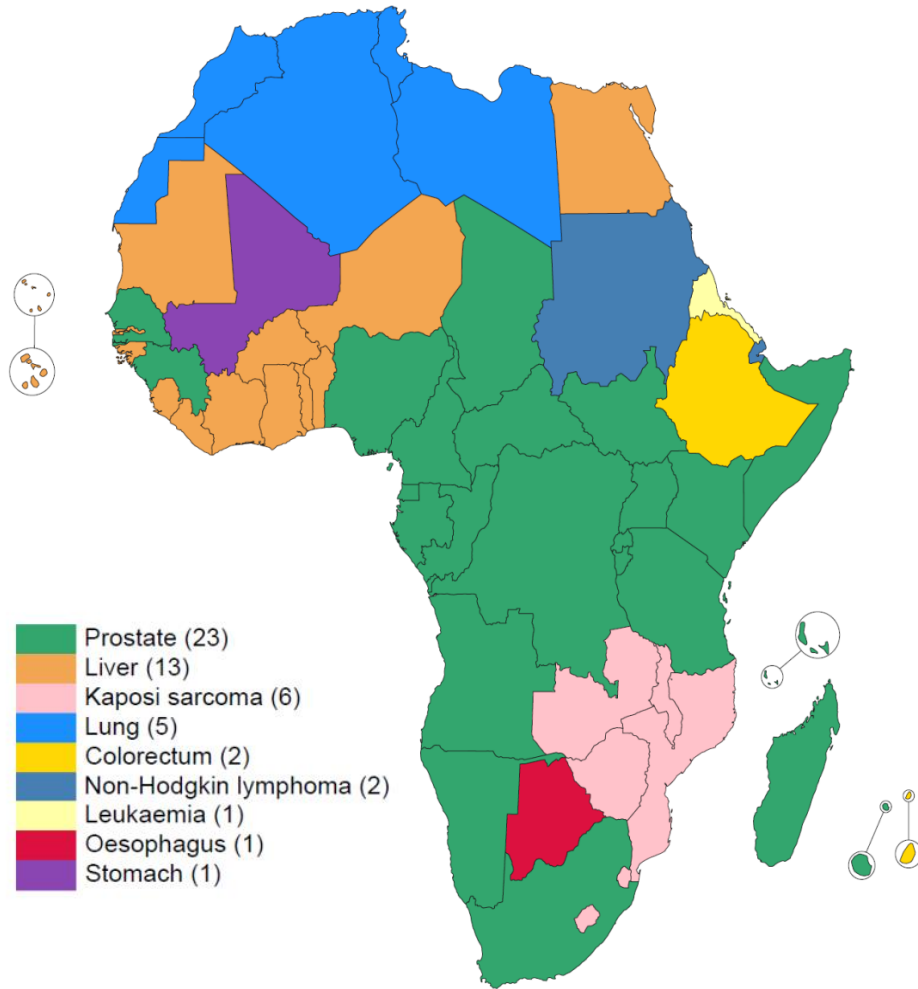 Prostate (23)
Liver (13)
Kaposi sarcoma (6)
Lung (5)
Colorectum (2)
Non-Hodgkin lymphoma (2)
Leukaemia (1)
Oesophagus (1)
Stomach (1)